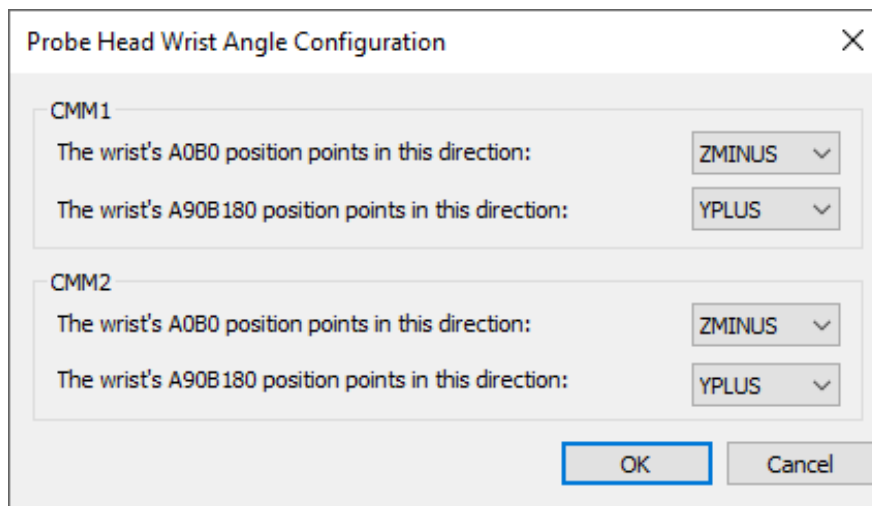 Probe Head Wrist Angle Configuration
CMM1
The wrist's A0B0 position points in this direction: ZMINUS
The wrist's A90B180 position points in this direction: YPLUS
CMM2
The wrist's A0B0 position points in this direction: ZMINUS
The wrist's A90B180 position points in this direction: YPLUS
OK Cancel